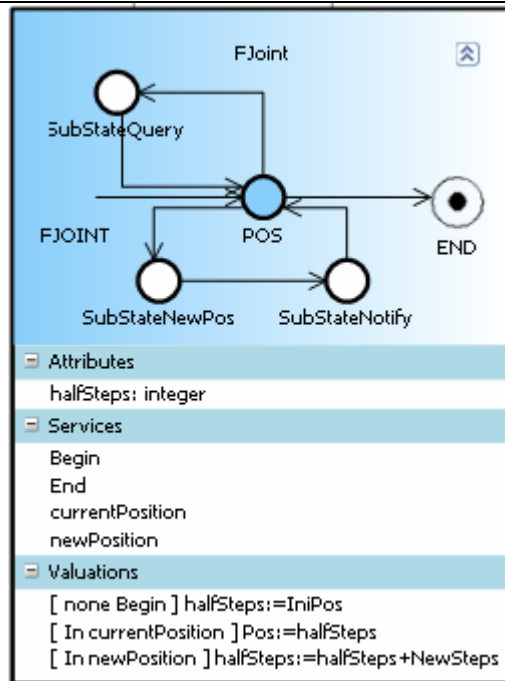 FJoint
SubStateQuery
FJOINT
POS
END
SubStateNewPos
SubStateNotify
Attributes
halfSteps: integer
Services
Begin
End
currentPosition
newPosition
Valuations
[ none Begin ] halfSteps:=IniPos
[ In currentPosition ] Pos:=halfSteps
[ In newPosition ] halfSteps:=halfSteps+NewSteps